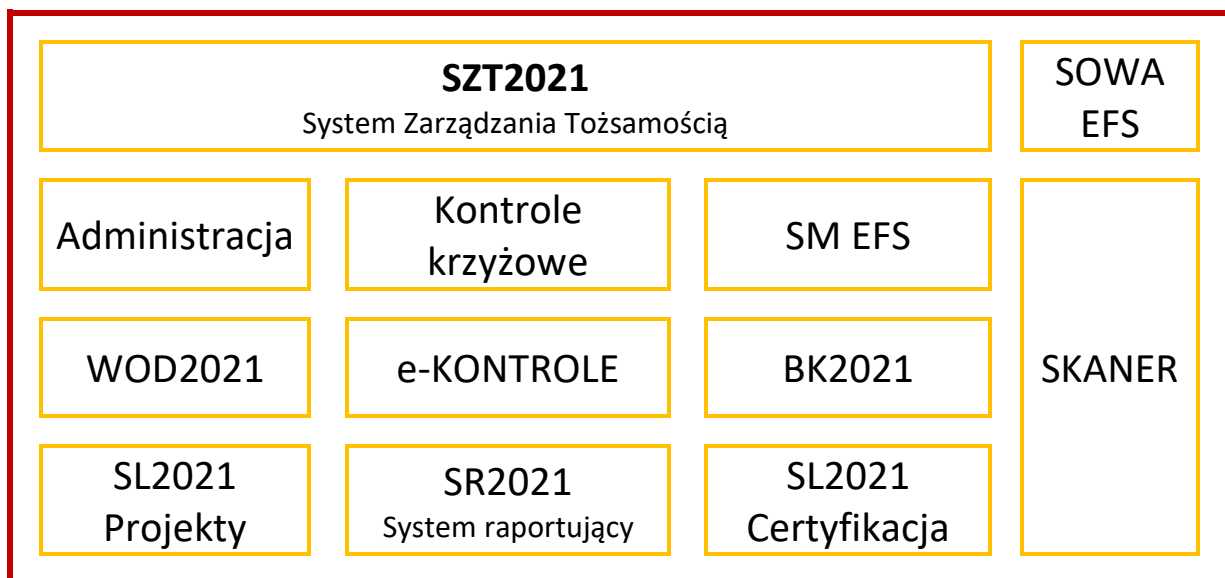 SZT2021
System Zarządzania Tożsamością
SOWA
EFS
Administracja
Kontrole
krzyżowe
SM EFS
WOD2021
e-KONTROLE
BK2021
SKANER
SL2021
Projekty
SR2021
System raportujący
SL2021
Certyfikacja